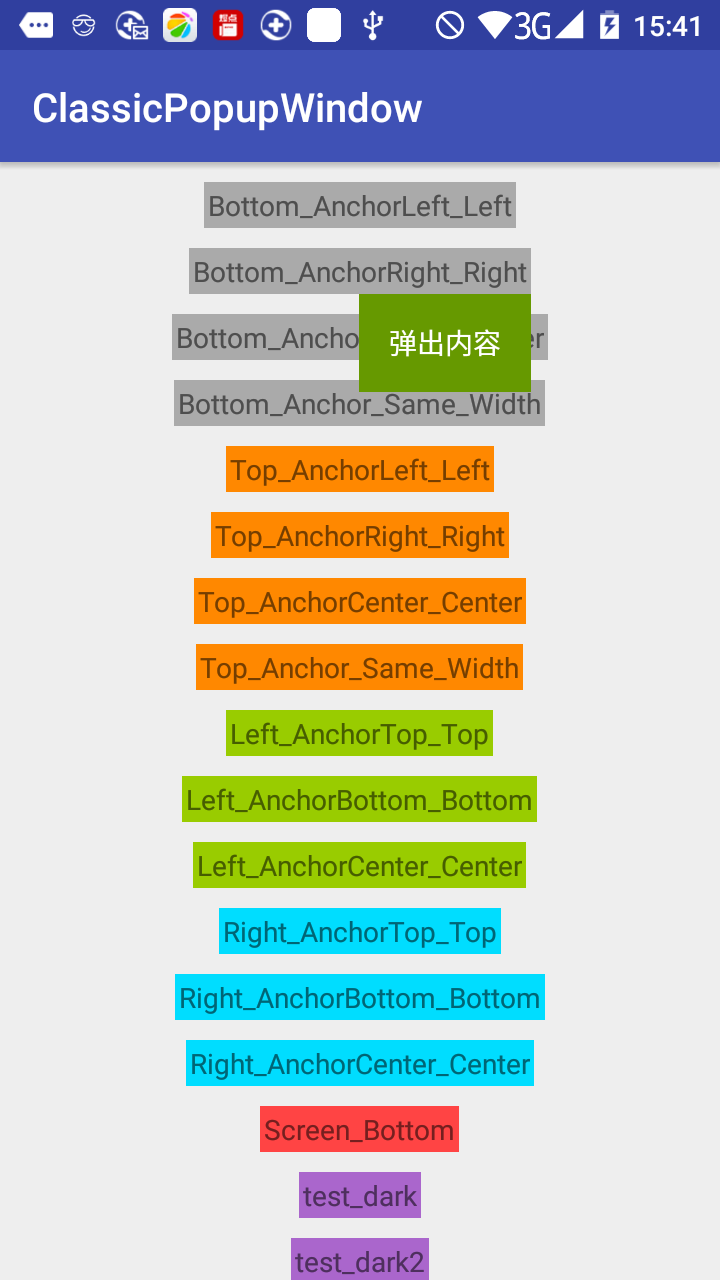 3G 15:41
ClassicPopupWindow
Bottom_AnchorLeft_Left
Bottom_AnchorRight_Right
Bottom_Ancho
er
弹出内容
Bottom_Anchor_Same_Width
Top_AnchorLeft_Left
Top_AnchorRight_Right
Top_AnchorCenter_Center
Top_Anchor_Same_Width
Left_AnchorTop_Top
Left_AnchorBottom_Bottom
Left_AnchorCenter_Center
Right_AnchorTop_Top
Right_AnchorBottom_Bottom
Right_AnchorCenter_Center
Screen_Bottom
test_dark
test_dark2